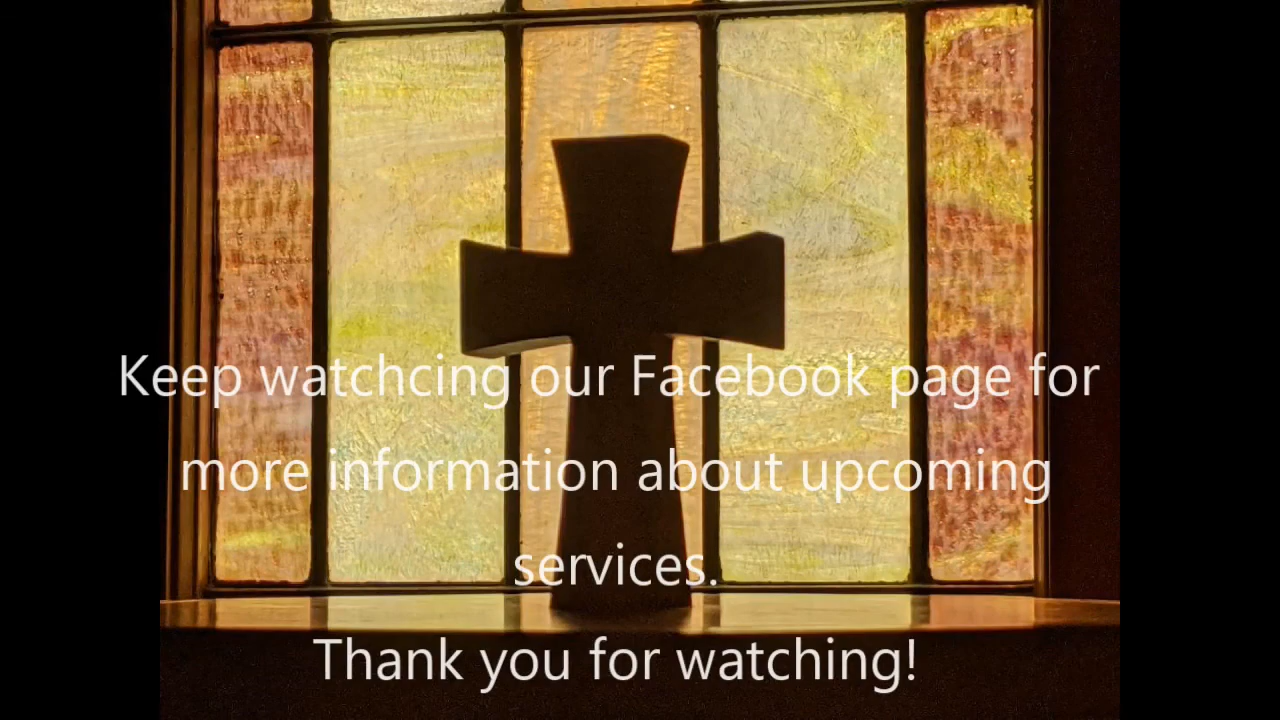 Keep watchcing our Facebook page for
more information about upcoming
services.
Thank you for watching!